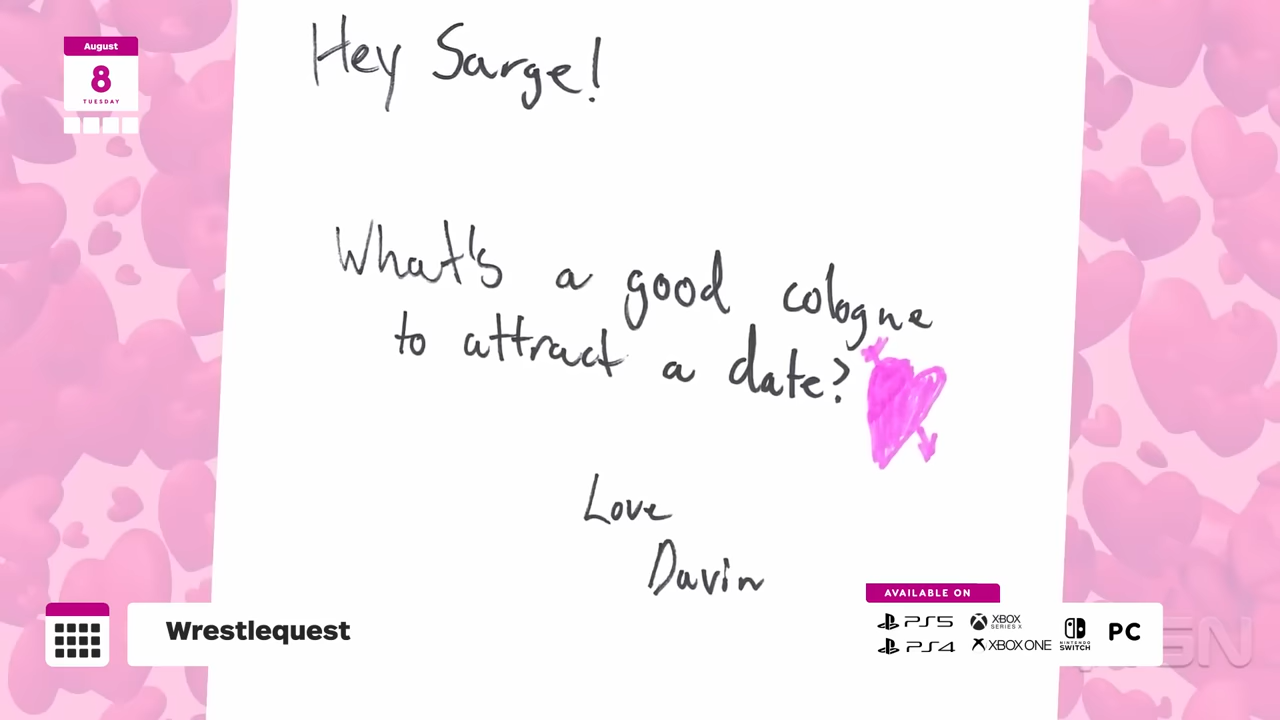 August
8
TUESDAY
Hey Sarge!
What's a good cologne
to attract a date?
Love
Davin
Wrestlequest
AVAILABLE ON
PS5 XBOX SERIES X
PS4 XBOX ONE
NINTENDO SWITCH
PC
IGN